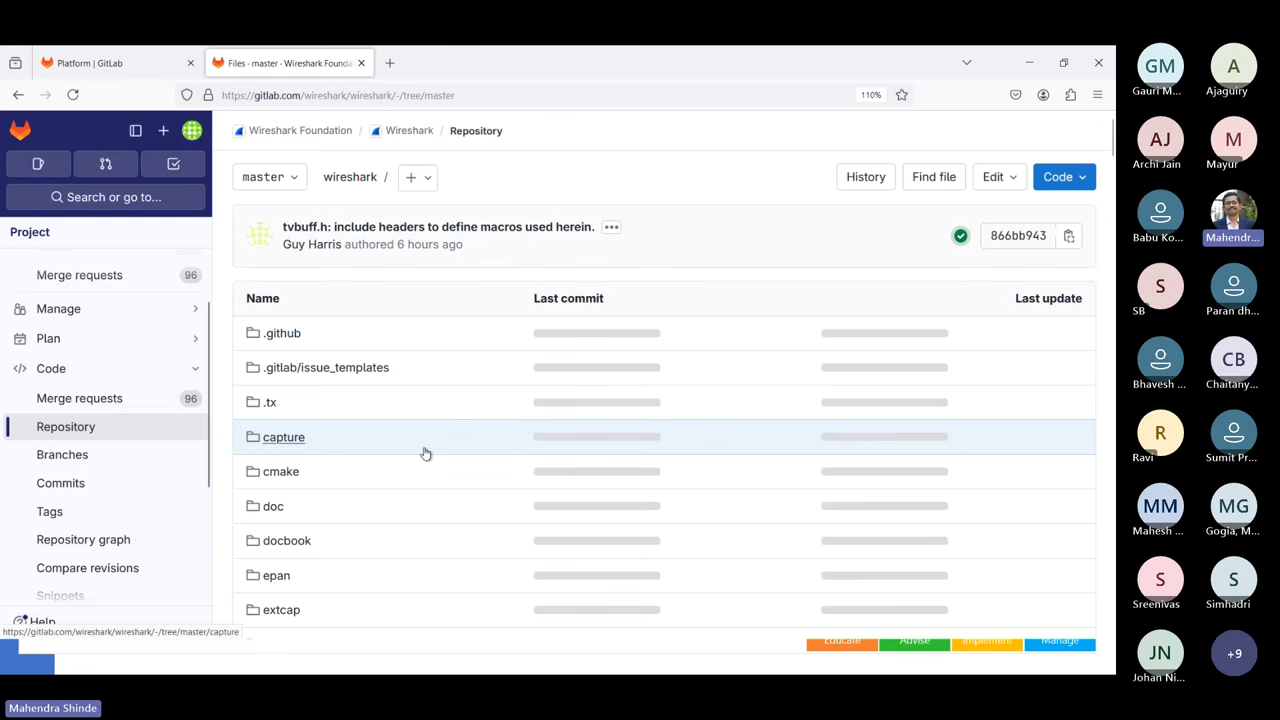 Platform | GitLab
Files · master · Wireshark Founda
https://gitlab.com/wireshark/wireshark/-/tree/master
110%
Search or go to...
Project
Merge requests 96
Manage
Plan
Code
Merge requests 96
Repository
Branches
Commits
Tags
Repository graph
Compare revisions
Snippets
Help
https://gitlab.com/wireshark/wireshark/-/tree/master/capture
Wireshark Foundation / Wireshark / Repository
master wireshark / +
History Find file Edit Code
tvbuff.h: include headers to define macros used herein.
Guy Harris authored 6 hours ago
866bb943
Name Last commit Last update
.github
.gitlab/issue_templates
.tx
capture
cmake
doc
docbook
epan
extcap
Educate Advise Implement Manage
GM
Gauri M...
A
Ajaguiry
AJ
Archi Jain
M
Mayur
Babu Ko...
Mahendr...
S
SB
Paran dh...
Bhavesh ...
CB
Chaitany...
R
Ravi
Sumit Pr...
MM
Mahesh ...
MG
Gogia, M...
S
Sreenivas
S
Simhadri
JN
Johan Ni...
+9
Mahendra Shinde